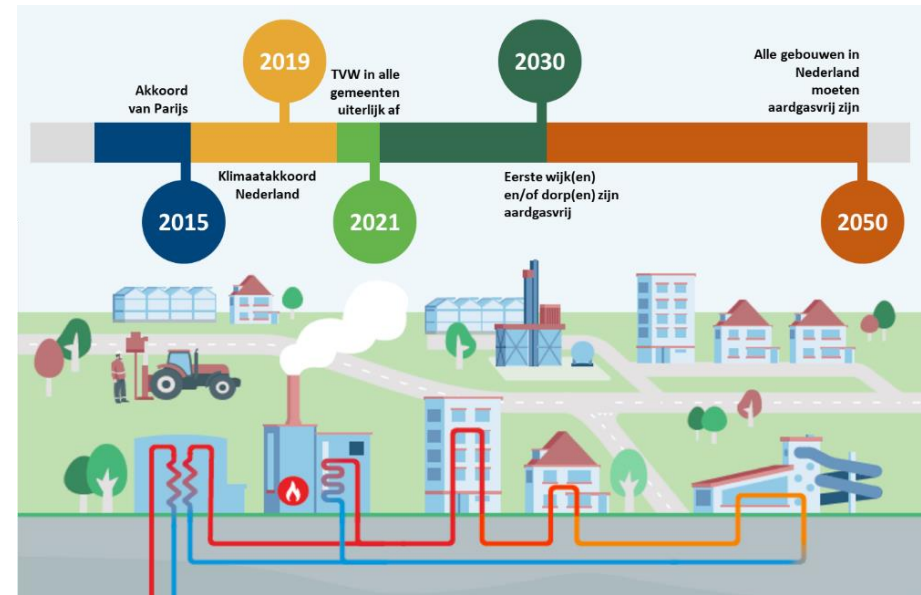 2019
2030
Akkoord
van Parijs
TVW in alle
gemeenten
uiterlijk af
Alle gebouwen in
Nederland
moeten
aardgasvrij zijn
Klimaatakkoord
Nederland
Eerste wijk(en)
en/of dorp(en) zijn
aardgasvrij
2015
2021
2050